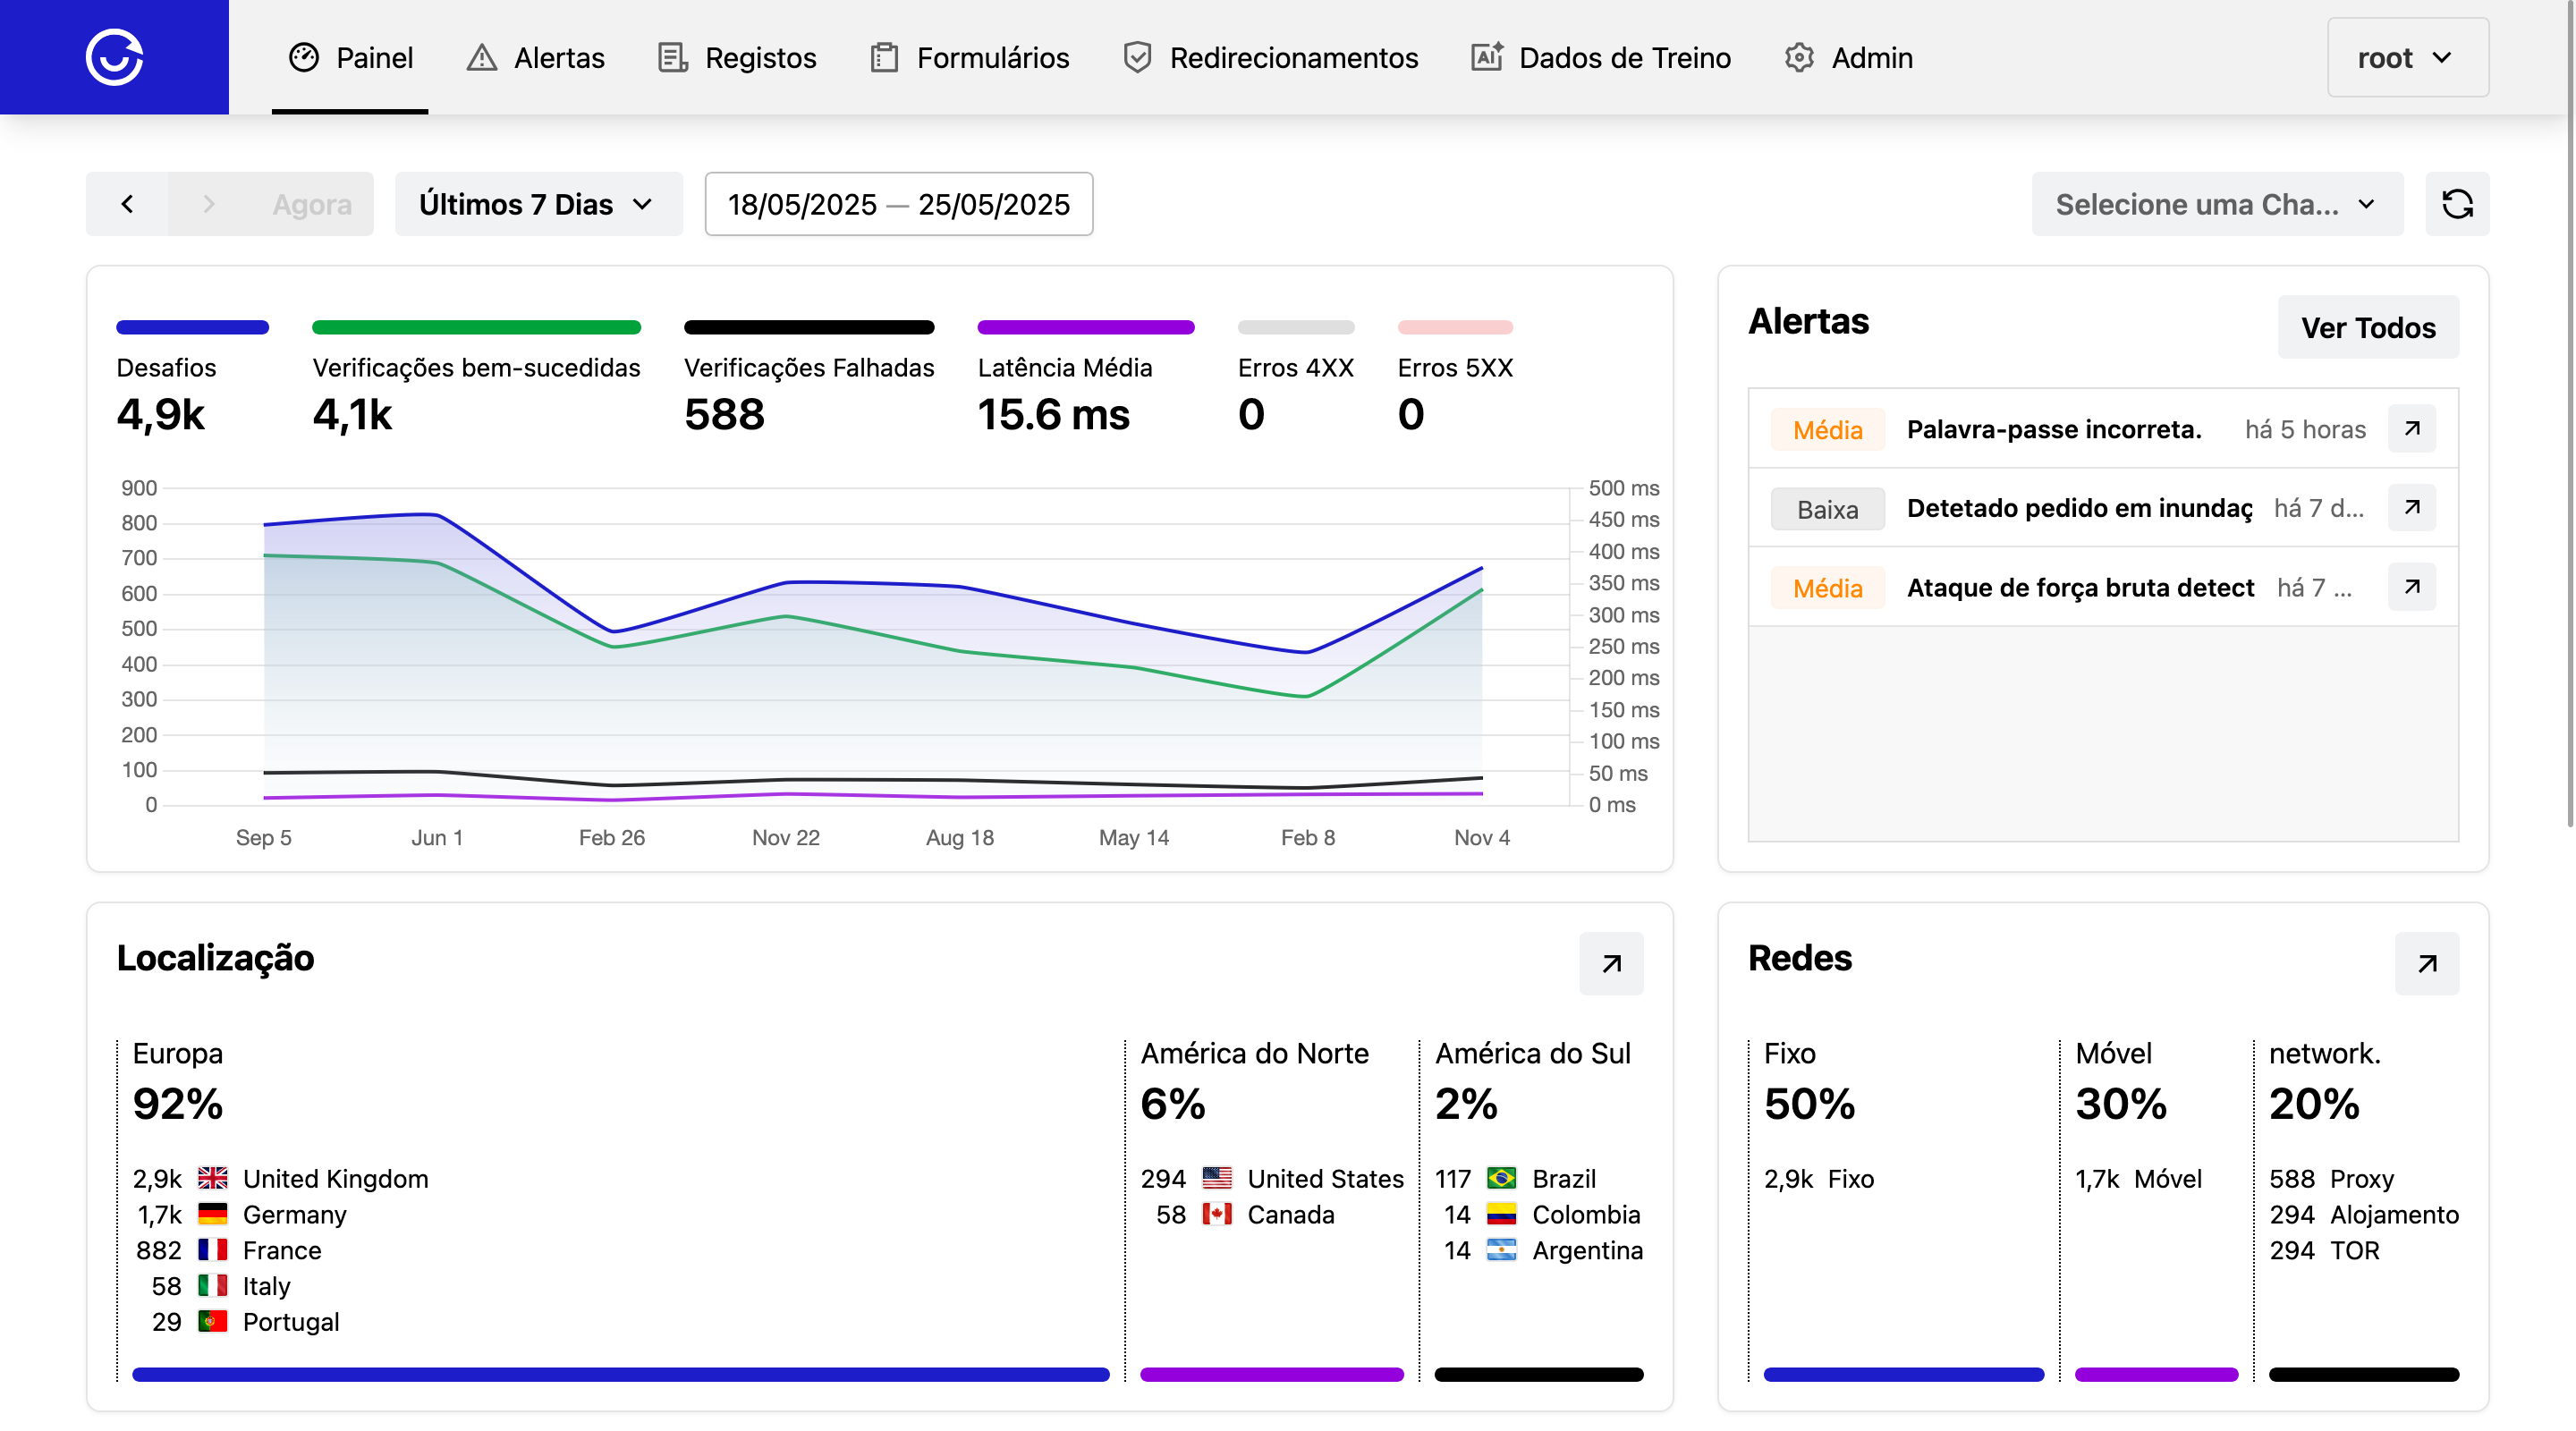 Painel
Alertas
Registos
Formulários
Redirecionamentos
AI Dados de Treino
Admin
root
Agora
Últimos 7 Dias
18/05/2025 — 25/05/2025
Selecione uma Cha...
Desafios
4,9k
Verificações bem-sucedidas
4,1k
Verificações Falhadas
588
Latência Média
15.6 ms
Erros 4XX
0
Erros 5XX
0
900
800
700
600
500
400
300
200
100
0
500 ms
450 ms
400 ms
350 ms
300 ms
250 ms
200 ms
150 ms
100 ms
50 ms
0 ms
Sep 5
Jun 1
Feb 26
Nov 22
Aug 18
May 14
Feb 8
Nov 4
Alertas
Ver Todos
Média Palavra-passe incorreta. há 5 horas
Baixa Detetado pedido em inundaç há 7 d...
Média Ataque de força bruta detect há 7 ...
Localização
Europa
92%
2,9k United Kingdom
1,7k Germany
882 France
58 Italy
29 Portugal
América do Norte
6%
294 United States
58 Canada
América do Sul
2%
117 Brazil
14 Colombia
14 Argentina
Redes
Fixo
50%
2,9k Fixo
Móvel
30%
1,7k Móvel
network.
20%
588 Proxy
294 Alojamento
294 TOR